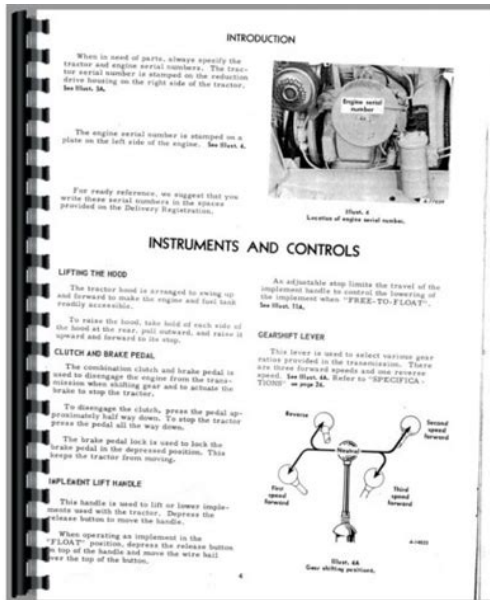 INTRODUCTION
When in need of parts, always specify the
tractor and engine serial numbers. The trac-
tor serial number is stamped on the reduction
drive housing on the right side of the tractor.
See Illust. 3A.
The engine serial number is stamped on a
plate on the left side of the engine. See Illust. 4.
For ready reference, we suggest that you
write these serial numbers in the spaces
provided on the Delivery Registration.
Engine serial
number
Illust. 4
Location of engine serial number.
INSTRUMENTS AND CONTROLS
LIFTING THE HOOD
The tractor hood is arranged to swing up
and forward to make the engine and fuel tank
readily accessible.
To raise the hood, take hold of each side of
the hood at the rear, pull outward, and raise it
upward and forward to its stop.
CLUTCH AND BRAKE PEDAL
The combination clutch and brake pedal is
used to disengage the engine from the trans-
mission when shifting gear and to actuate the
brake to stop the tractor.
To disengage the clutch, press the pedal ap-
proximately half way down. To stop the tractor
press the pedal all the way down.
The brake pedal lock is used to lock the
brake pedal in the depressed position. This
keeps the tractor from moving.
IMPLEMENT LIFT HANDLE
This handle is used to lift or lower imple-
ments used with the tractor. Depress the
release button to move the handle.
When operating an implement in the
"FLOAT" position, depress the release button
on top of the handle and move the wire bail
over the top of the button.
An adjustable stop limits the travel of the
implement handle to control the lowering of
the implement when "FREE-TO-FLOAT".
See Illust. 11A.
GEARSHIFT LEVER
This lever is used to select various gear
ratios provided in the transmission. There
are three forward speeds and one reverse
speed. See Illust. 4A. Refer to "SPECIFICA-
TIONS" on page 26.
Reverse
Second
speed
forward
Neutral
First
speed
forward
Third
speed
forward
Illust. 4A
Gear shifting positions.
4